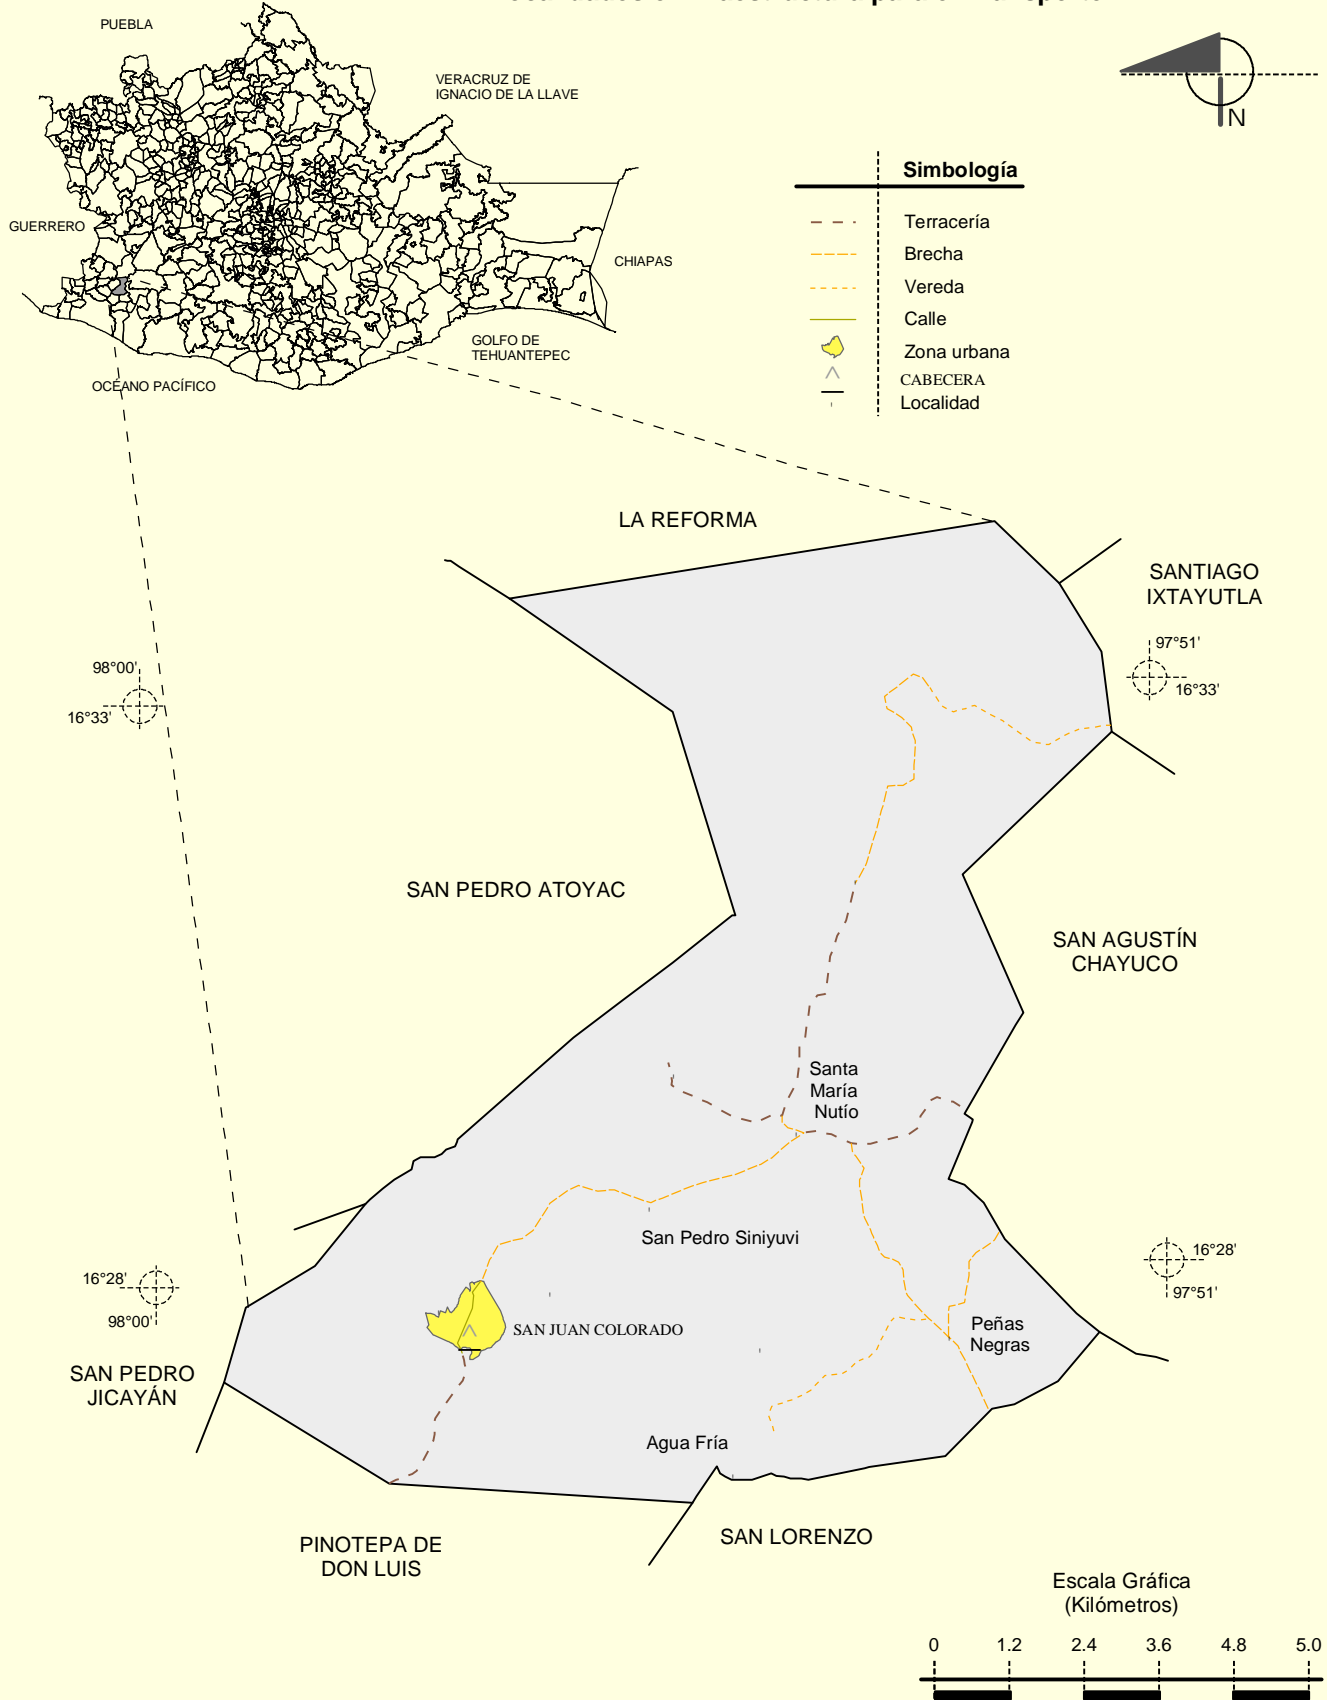 PUEBLA
VERACRUZ DE
IGNACIO DE LA LLAVE
GUERRERO
CHIAPAS
GOLFO DE
TEHUANTEPEC
OCÉANO PACÍFICO
N
Simbología
Terracería
Brecha
Vereda
Calle
Zona urbana
CABECERA
Localidad
LA REFORMA
SANTIAGO
IXTAYUTLA
97°51'
16°33'
98°00'
16°33'
SAN PEDRO ATOYAC
SAN AGUSTÍN
CHAYUCO
Santa
María
Nutío
San Pedro Siniyuvi
16°28'
97°51'
16°28'
98°00'
SAN JUAN COLORADO
Peñas
Negras
SAN PEDRO
JICAYÁN
Agua Fría
PINOTEPA DE
DON LUIS
SAN LORENZO
Escala Gráfica
(Kilómetros)
0 1.2 2.4 3.6 4.8 5.0